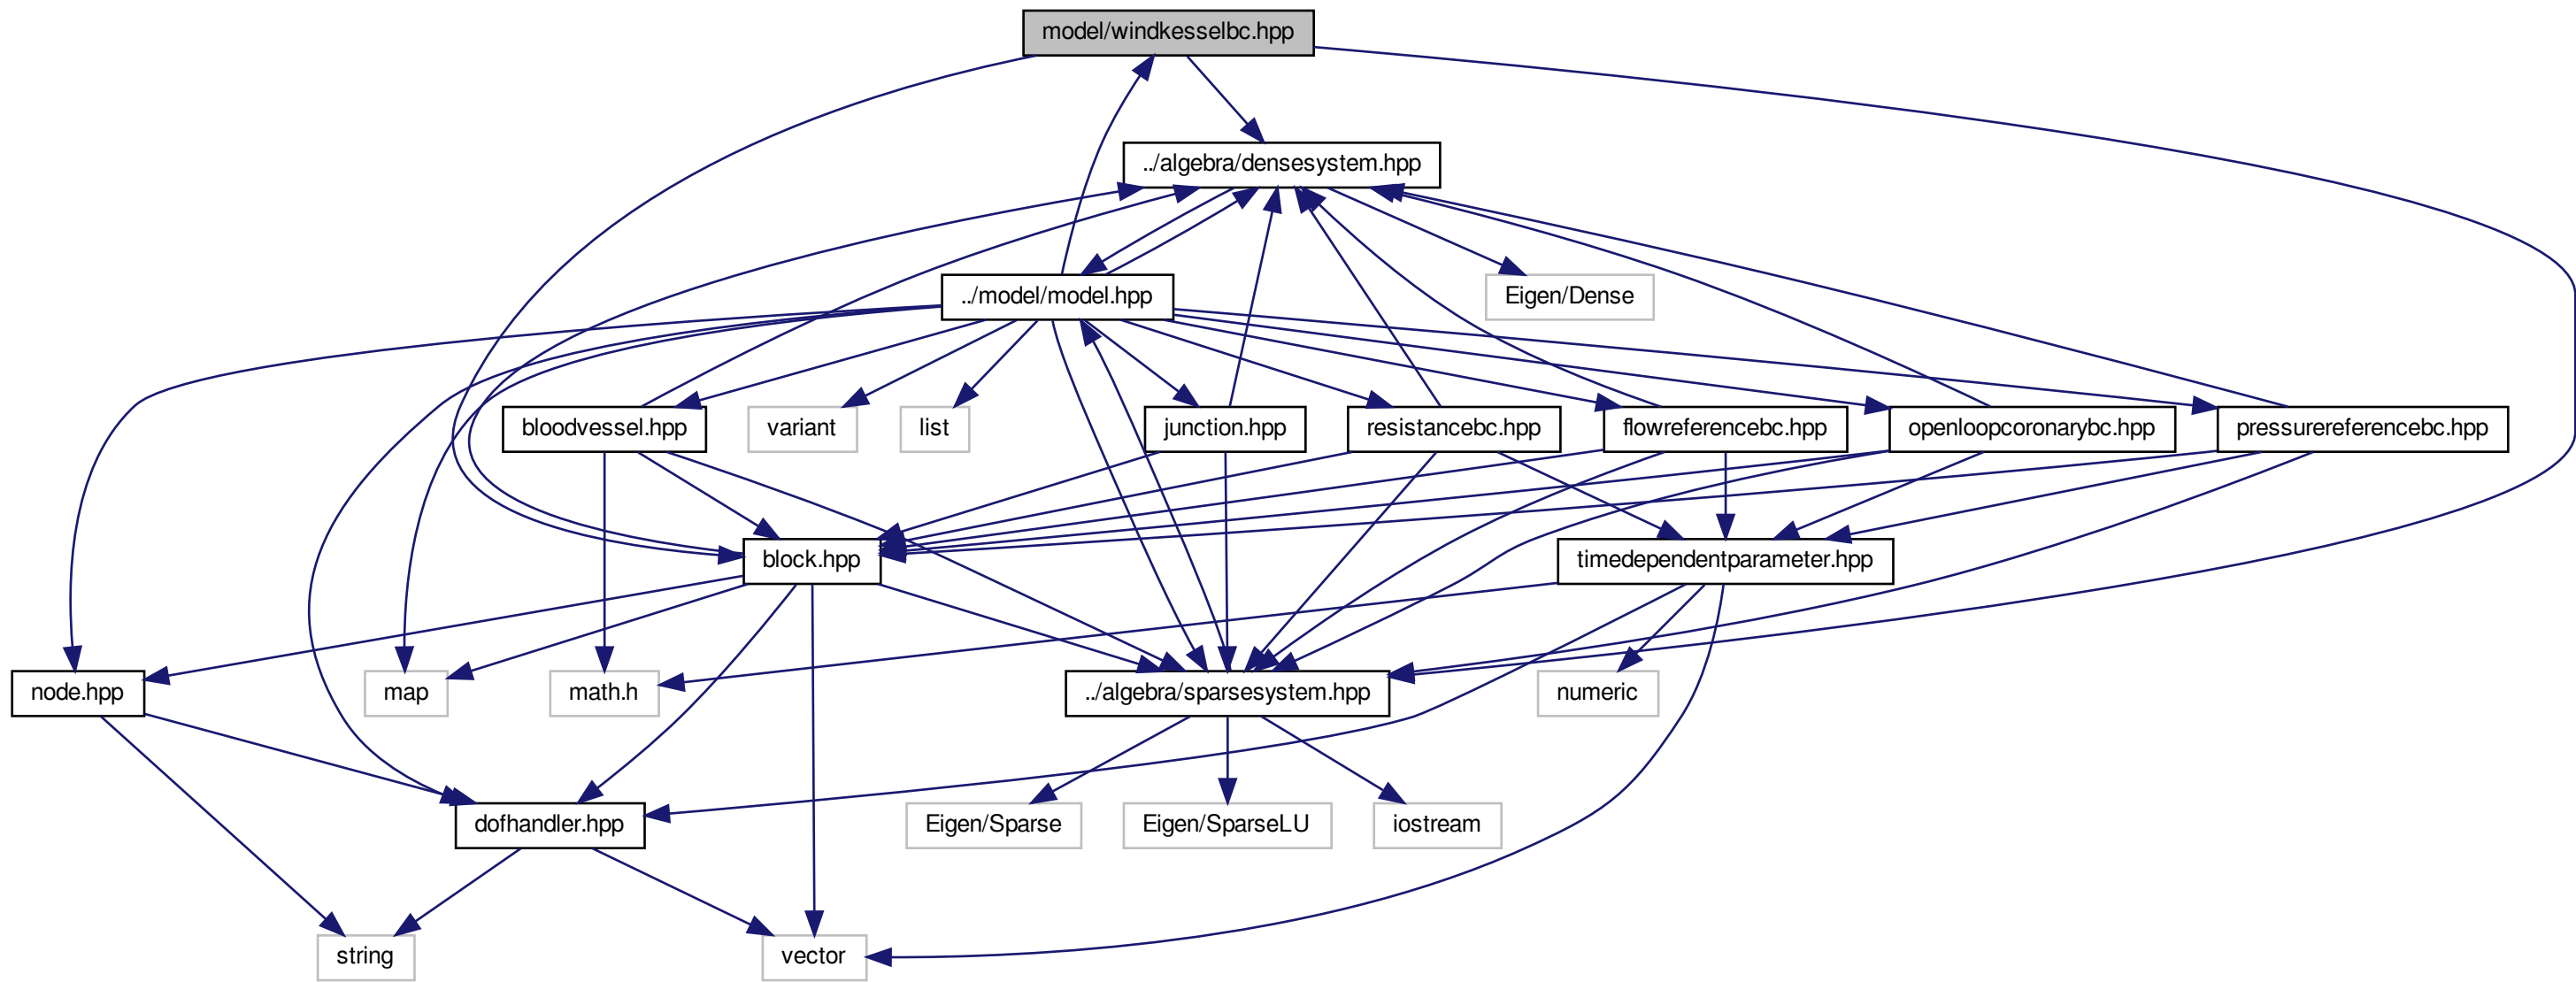 model/windkesselbc.hpp
../algebra/densesystem.hpp
../model/model.hpp
Eigen/Dense
bloodvessel.hpp
variant
list
junction.hpp
resistancebc.hpp
flowreferencebc.hpp
openloopcoronarybc.hpp
pressurereferencebc.hpp
block.hpp
timedependentparameter.hpp
node.hpp
map
math.h
../algebra/sparsesystem.hpp
numeric
dofhandler.hpp
Eigen/Sparse
Eigen/SparseLU
iostream
string
vector